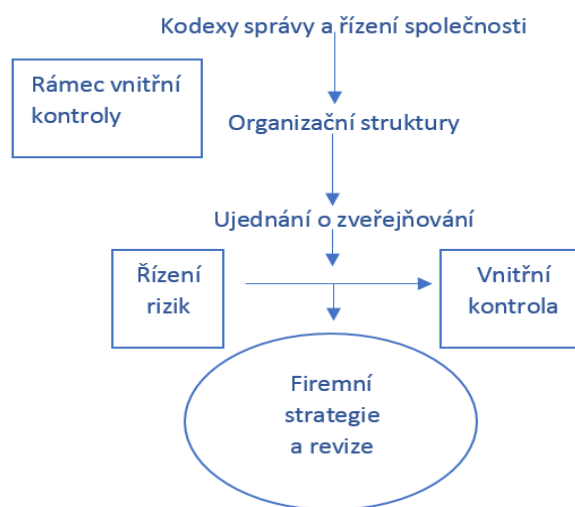 Kodexy správy a řízení společnosti
Rámec vnitřní
kontroly
Organizační struktury
Ujednání o zveřejňování
Řízení
rizik
Vnitřní
kontrola
Firemní
strategie
a revize